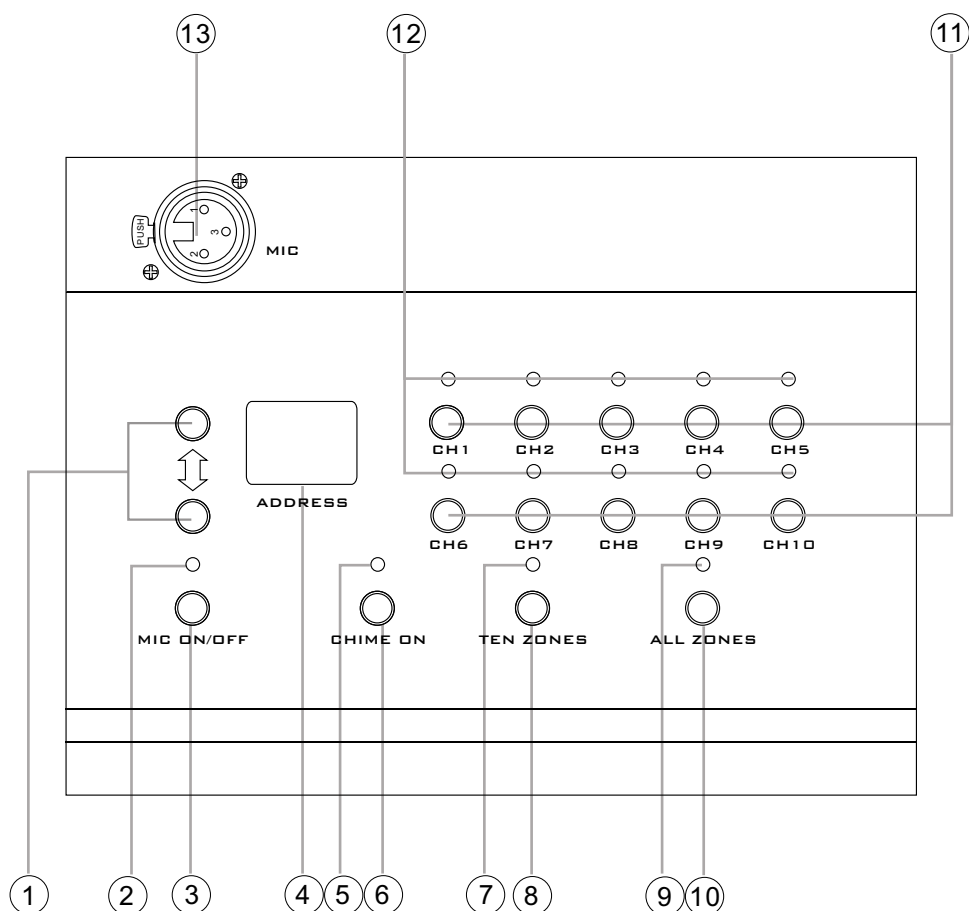 13 12 11
PUSH
1
3
2
MIC
CH1 CH2 CH3 CH4 CH5
ADDRESS
CH6 CH7 CH8 CH9 CH10
MIC ON/OFF CHIME ON TEN ZONES ALL ZONES
1 2 3 4 5 6 7 8 9 10